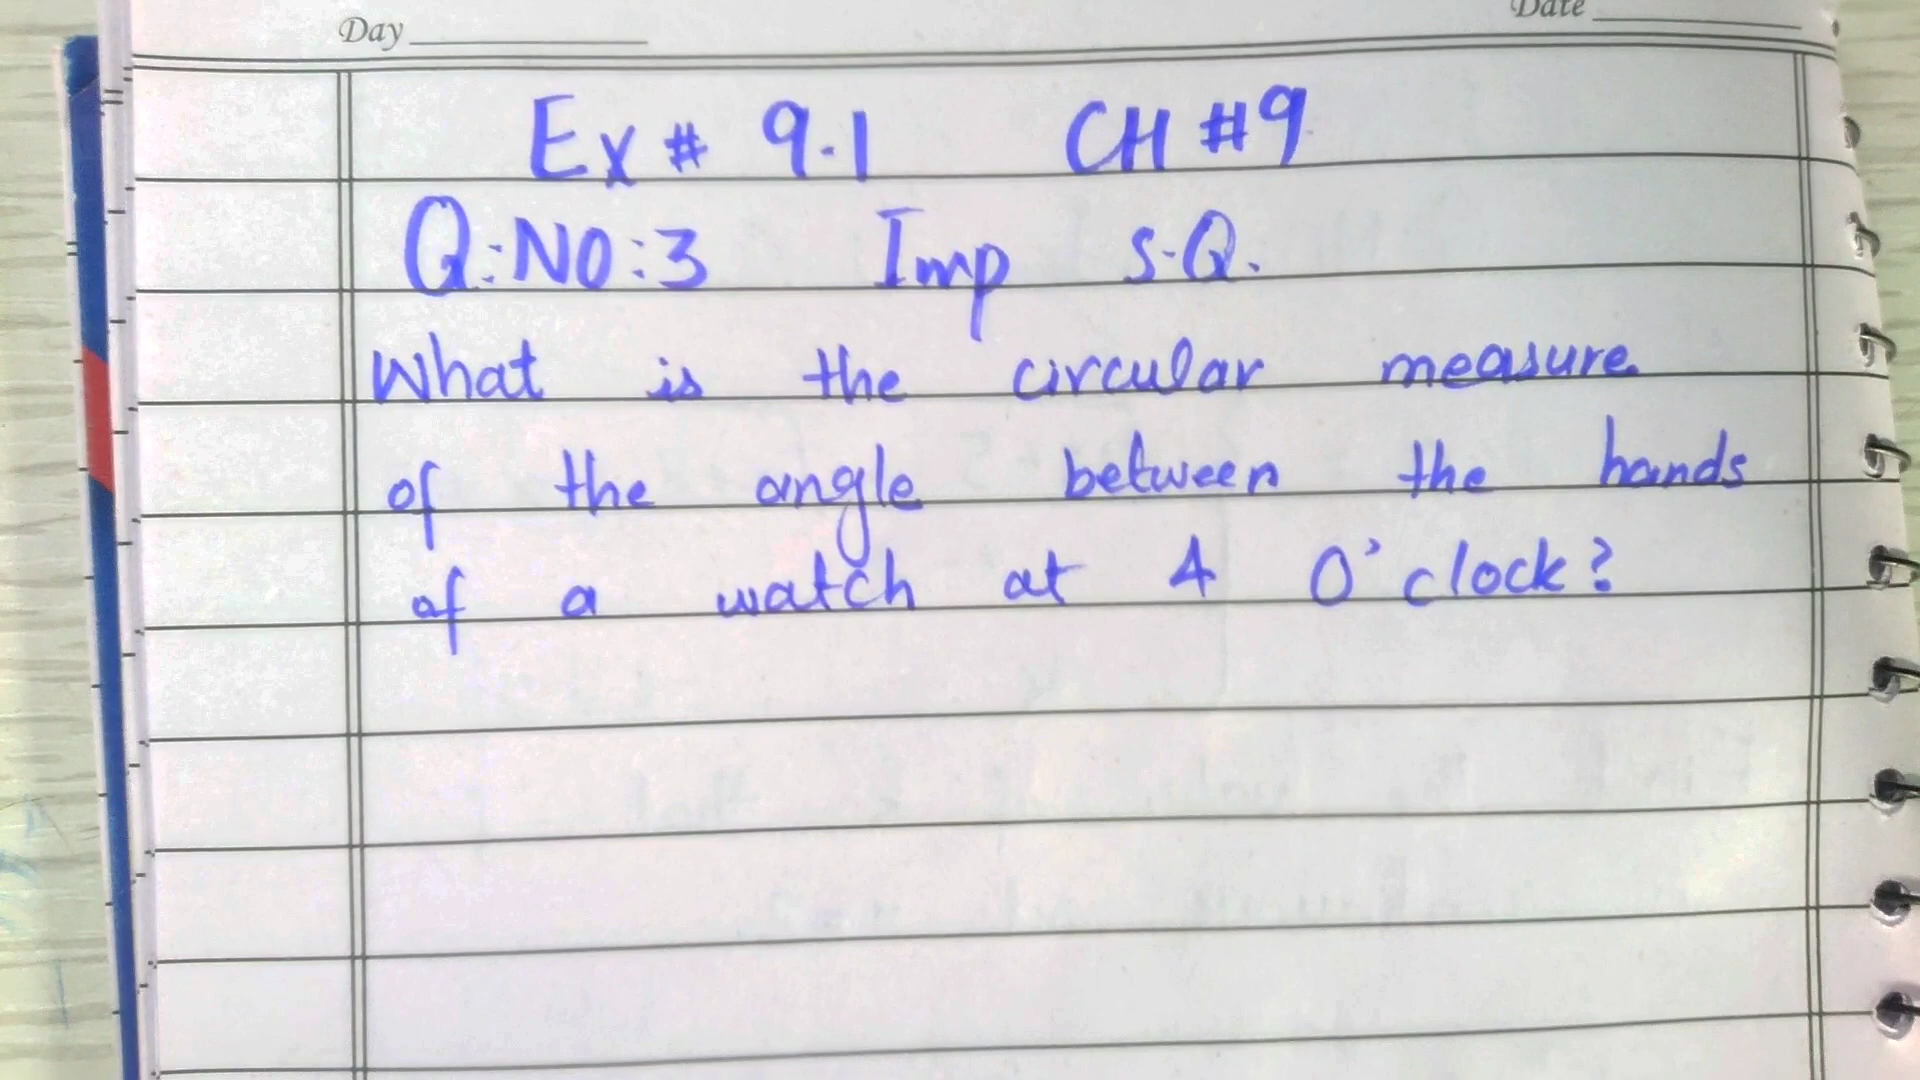 Day
Date
Ex # 9.1 CH #9
Q:NO:3 Imp S.Q.
What is the circular measure
of the angle between the hands
of a watch at 4 O'clock?